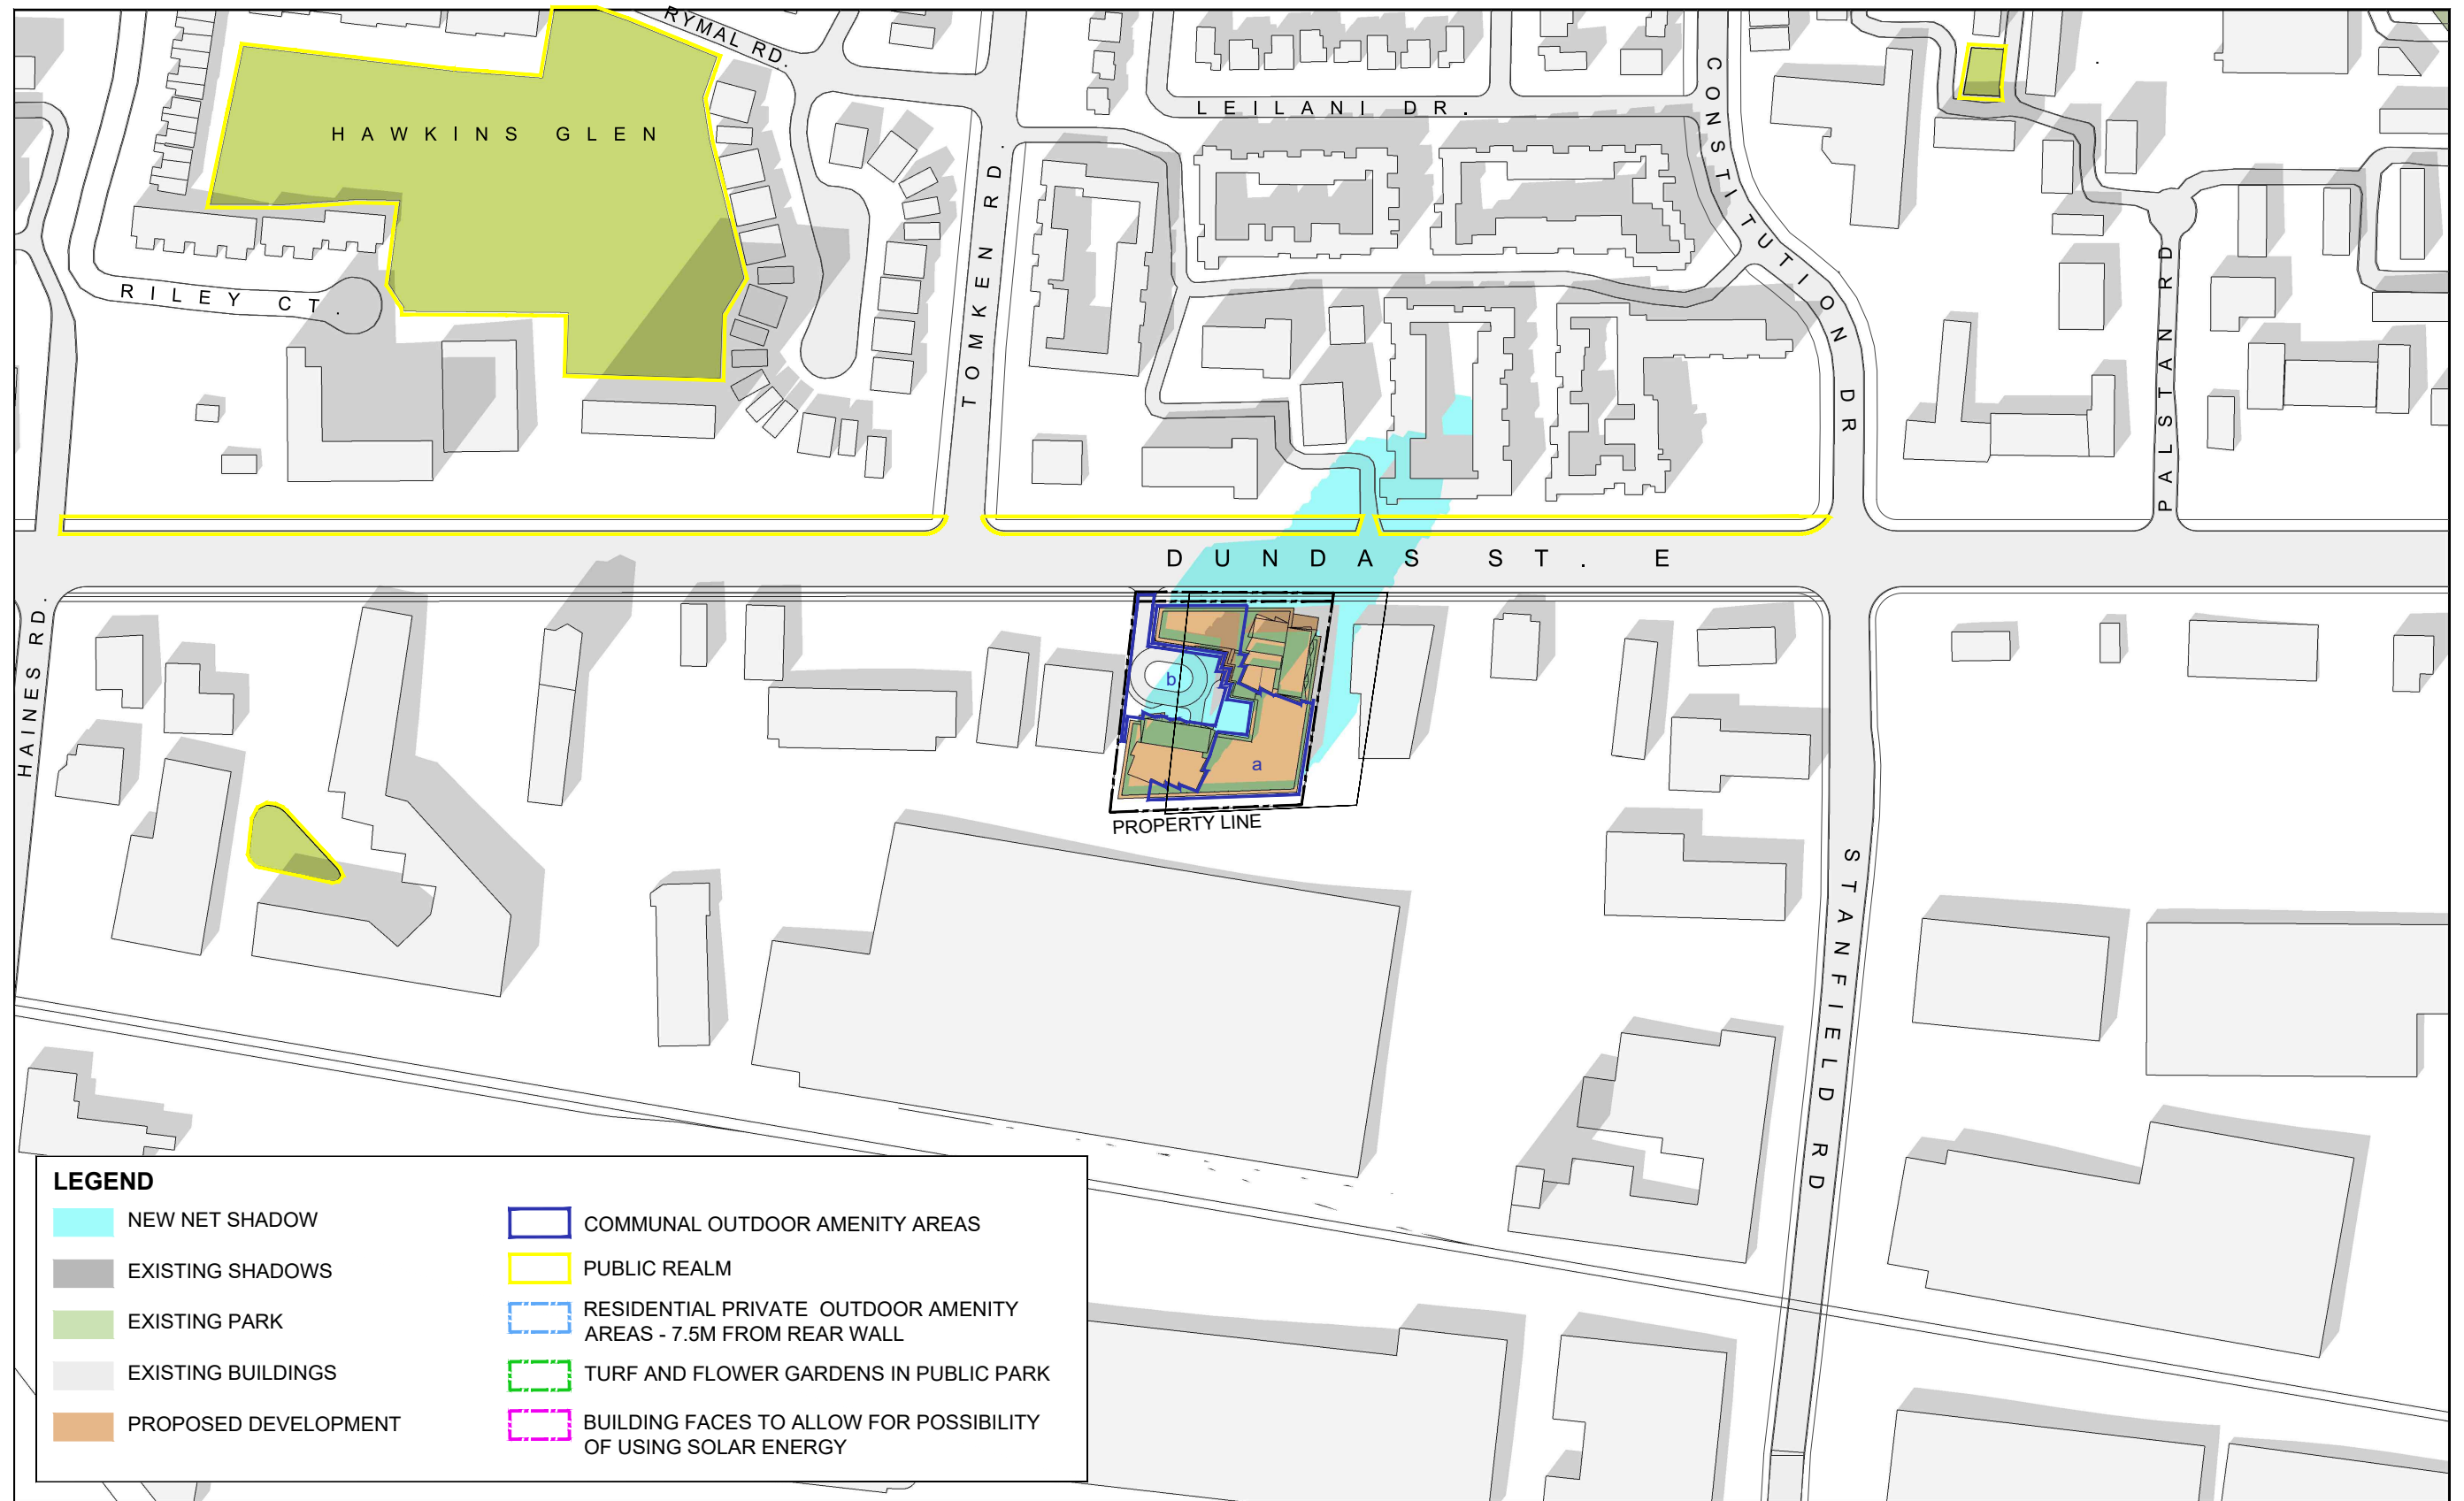 RYMAL RD.
HAWKINS GLEN
LEILANI DR.
CONSTITUTION DR
TOMKEN RD.
RILEY CT.
PALSTAN RD
DUNDAS ST. E
HAINES RD.
b
a
PROPERTY LINE
STANFIELD RD
LEGEND
NEW NET SHADOW
EXISTING SHADOWS
EXISTING PARK
EXISTING BUILDINGS
PROPOSED DEVELOPMENT
COMMUNAL OUTDOOR AMENITY AREAS
PUBLIC REALM
RESIDENTIAL PRIVATE OUTDOOR AMENITY
AREAS - 7.5M FROM REAR WALL
TURF AND FLOWER GARDENS IN PUBLIC PARK
BUILDING FACES TO ALLOW FOR POSSIBILITY
OF USING SOLAR ENERGY